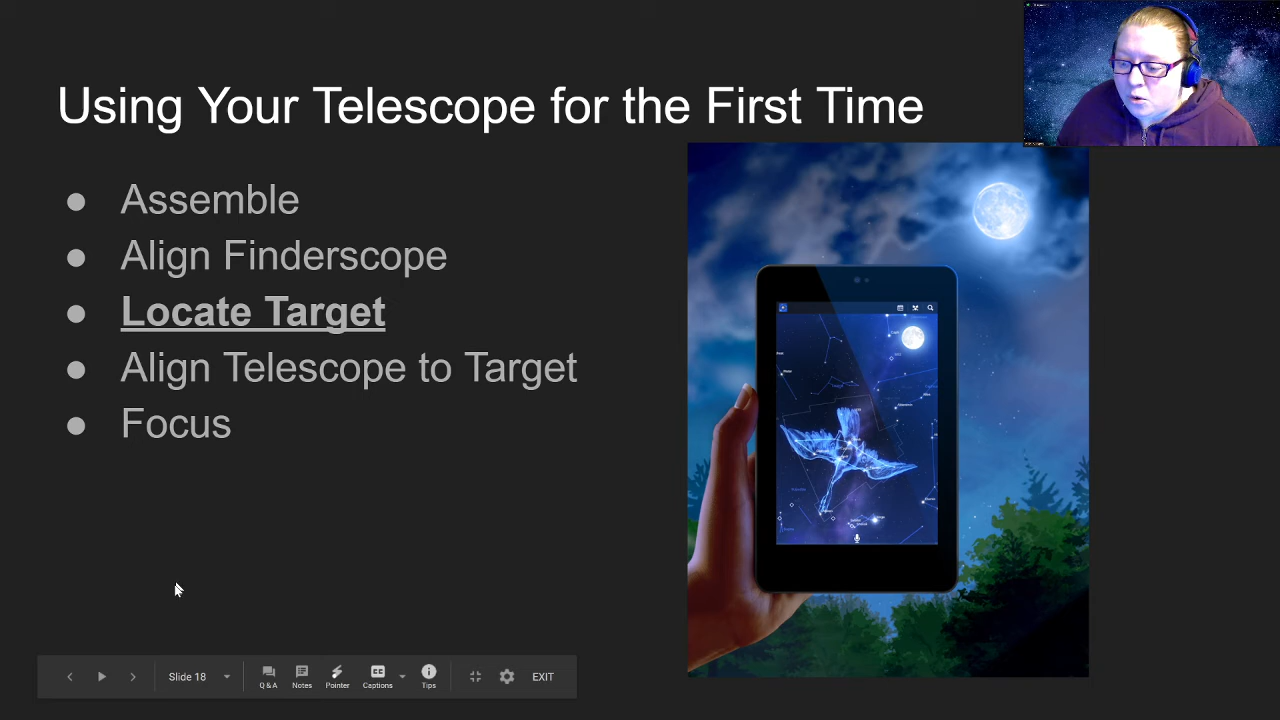 Using Your Telescope for the First Time
● Assemble
● Align Finderscope
● Locate Target
● Align Telescope to Target
● Focus
Slide 18
Q&A
Notes
Pointer
CC
Captions
Tips
EXIT